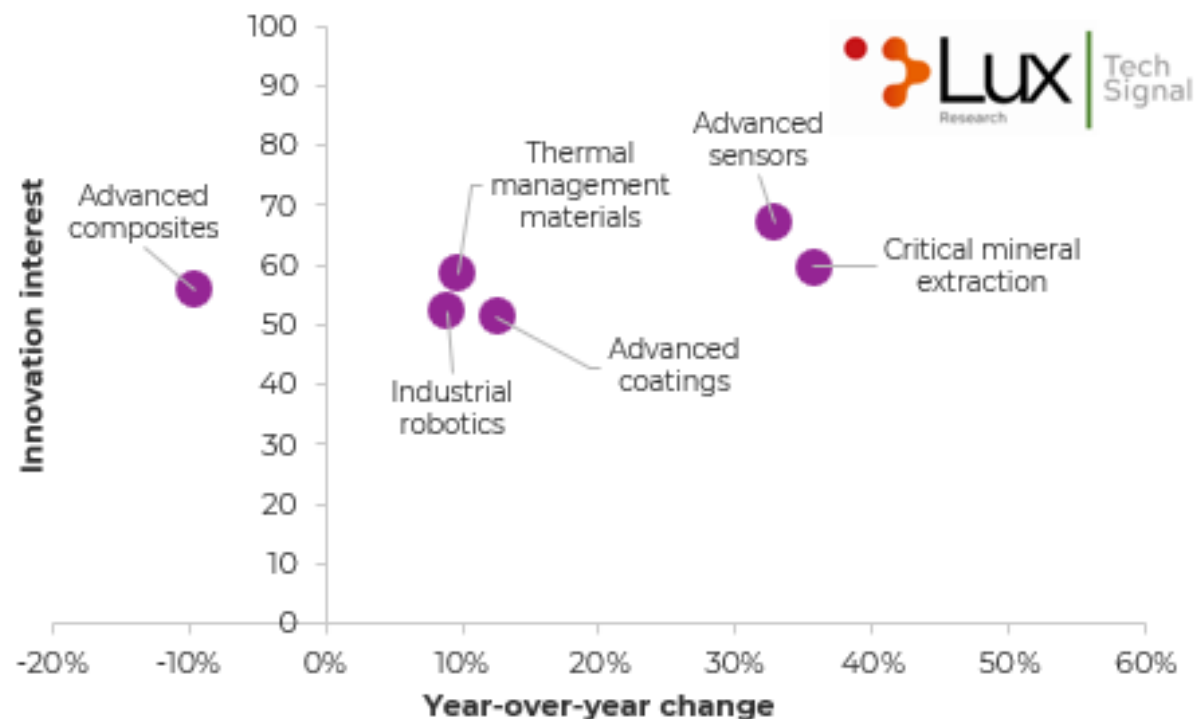 100
90
80
70
60
50
40
30
20
10
0
Innovation interest
Lux
Research
Tech
Signal
Advanced
composites
Thermal
management
materials
Advanced
sensors
Critical mineral
extraction
Advanced
coatings
Industrial
robotics
-20%
-10%
0%
10%
20%
30%
40%
50%
60%
Year-over-year change